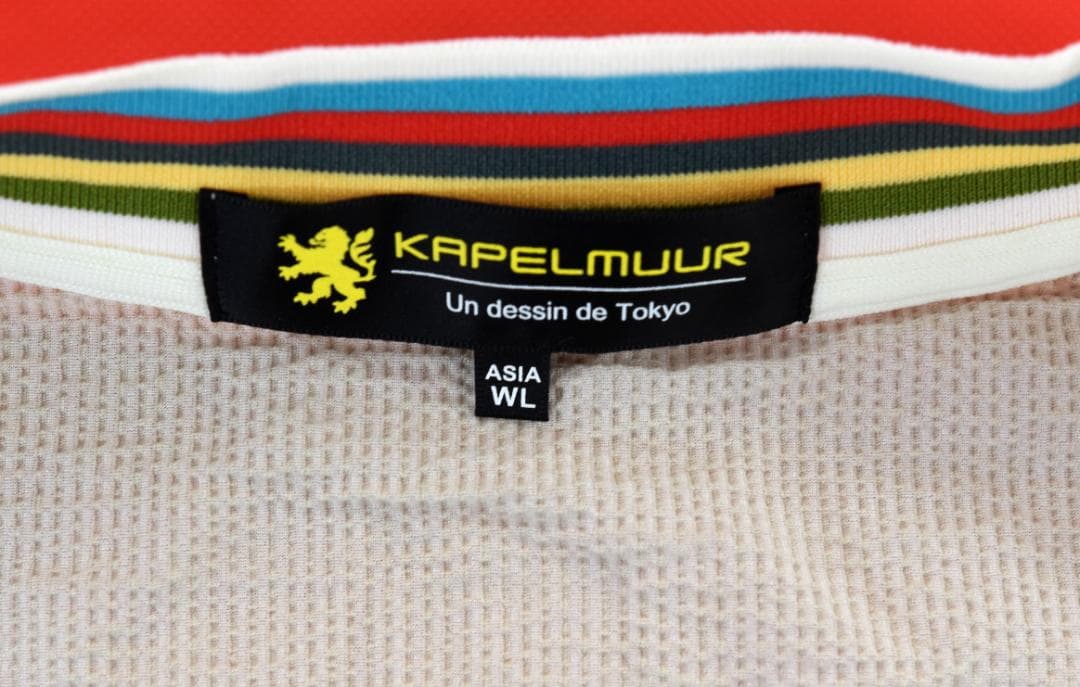 KAPELMUUR
Un dessin de Tokyo
ASIA
WL